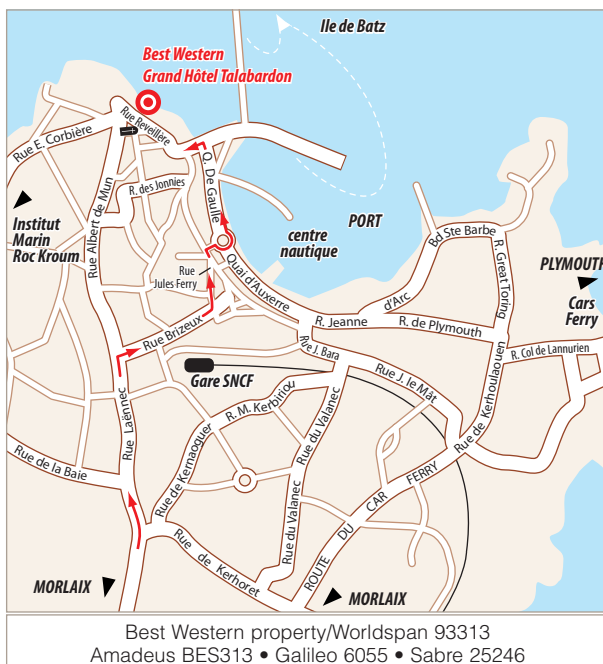 Ile de Batz
Best Western
Grand Hôtel Talabardon
Rue Reveillere
Rue E. Corbière
R. des Jonnies
Q. De Gaulle
Institut
Marin
Roc Kroum
Rue Albert de Mun
PORT
centre
nautique
Bd Ste Barbe
R. Great Toring
PLYMOUTH
Cars
Ferry
Rue
Jules Ferry
Quai d'Auxerre
d'Arc
R. Jeanne
R. de Plymouth
Rue Brizeux
Rue J. Bara
R. Col de Lannurien
Gare SNCF
Rue J. le Mât
Rue de Kerhoulaouen
Rue Laënnec
R. M. Kerbiriou
Rue du Valanec
Rue de la Baie
Rue de Kernaoguer
Rue du Valanec
ROUTE DU CAR FERRY
Rue de Kerhoret
MORLAIX
MORLAIX
Best Western property/Worldspan 93313
Amadeus BES313 • Galileo 6055 • Sabre 25246